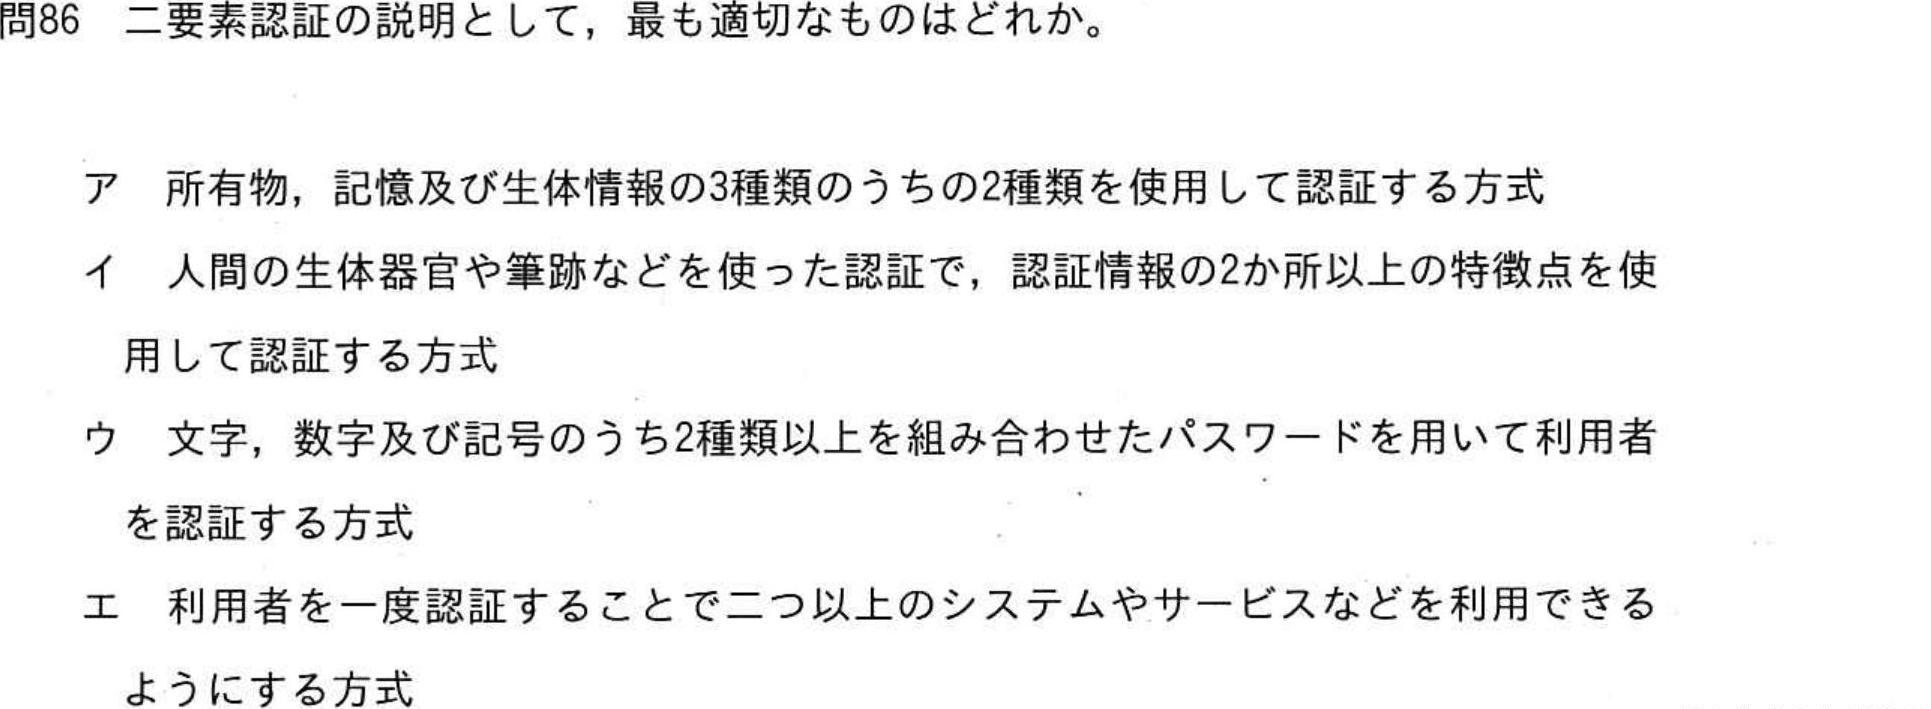 問86　二要素認証の説明として，最も適切なものはどれか。
ア　所有物，記憶及び生体情報の3種類のうちの2種類を使用して認証する方式
イ　人間の生体器官や筆跡などを使った認証で，認証情報の2か所以上の特徴点を使
用して認証する方式
ウ　文字，数字及び記号のうち2種類以上を組み合わせたパスワードを用いて利用者
を認証する方式
エ　利用者を一度認証することで二つ以上のシステムやサービスなどを利用できる
ようにする方式